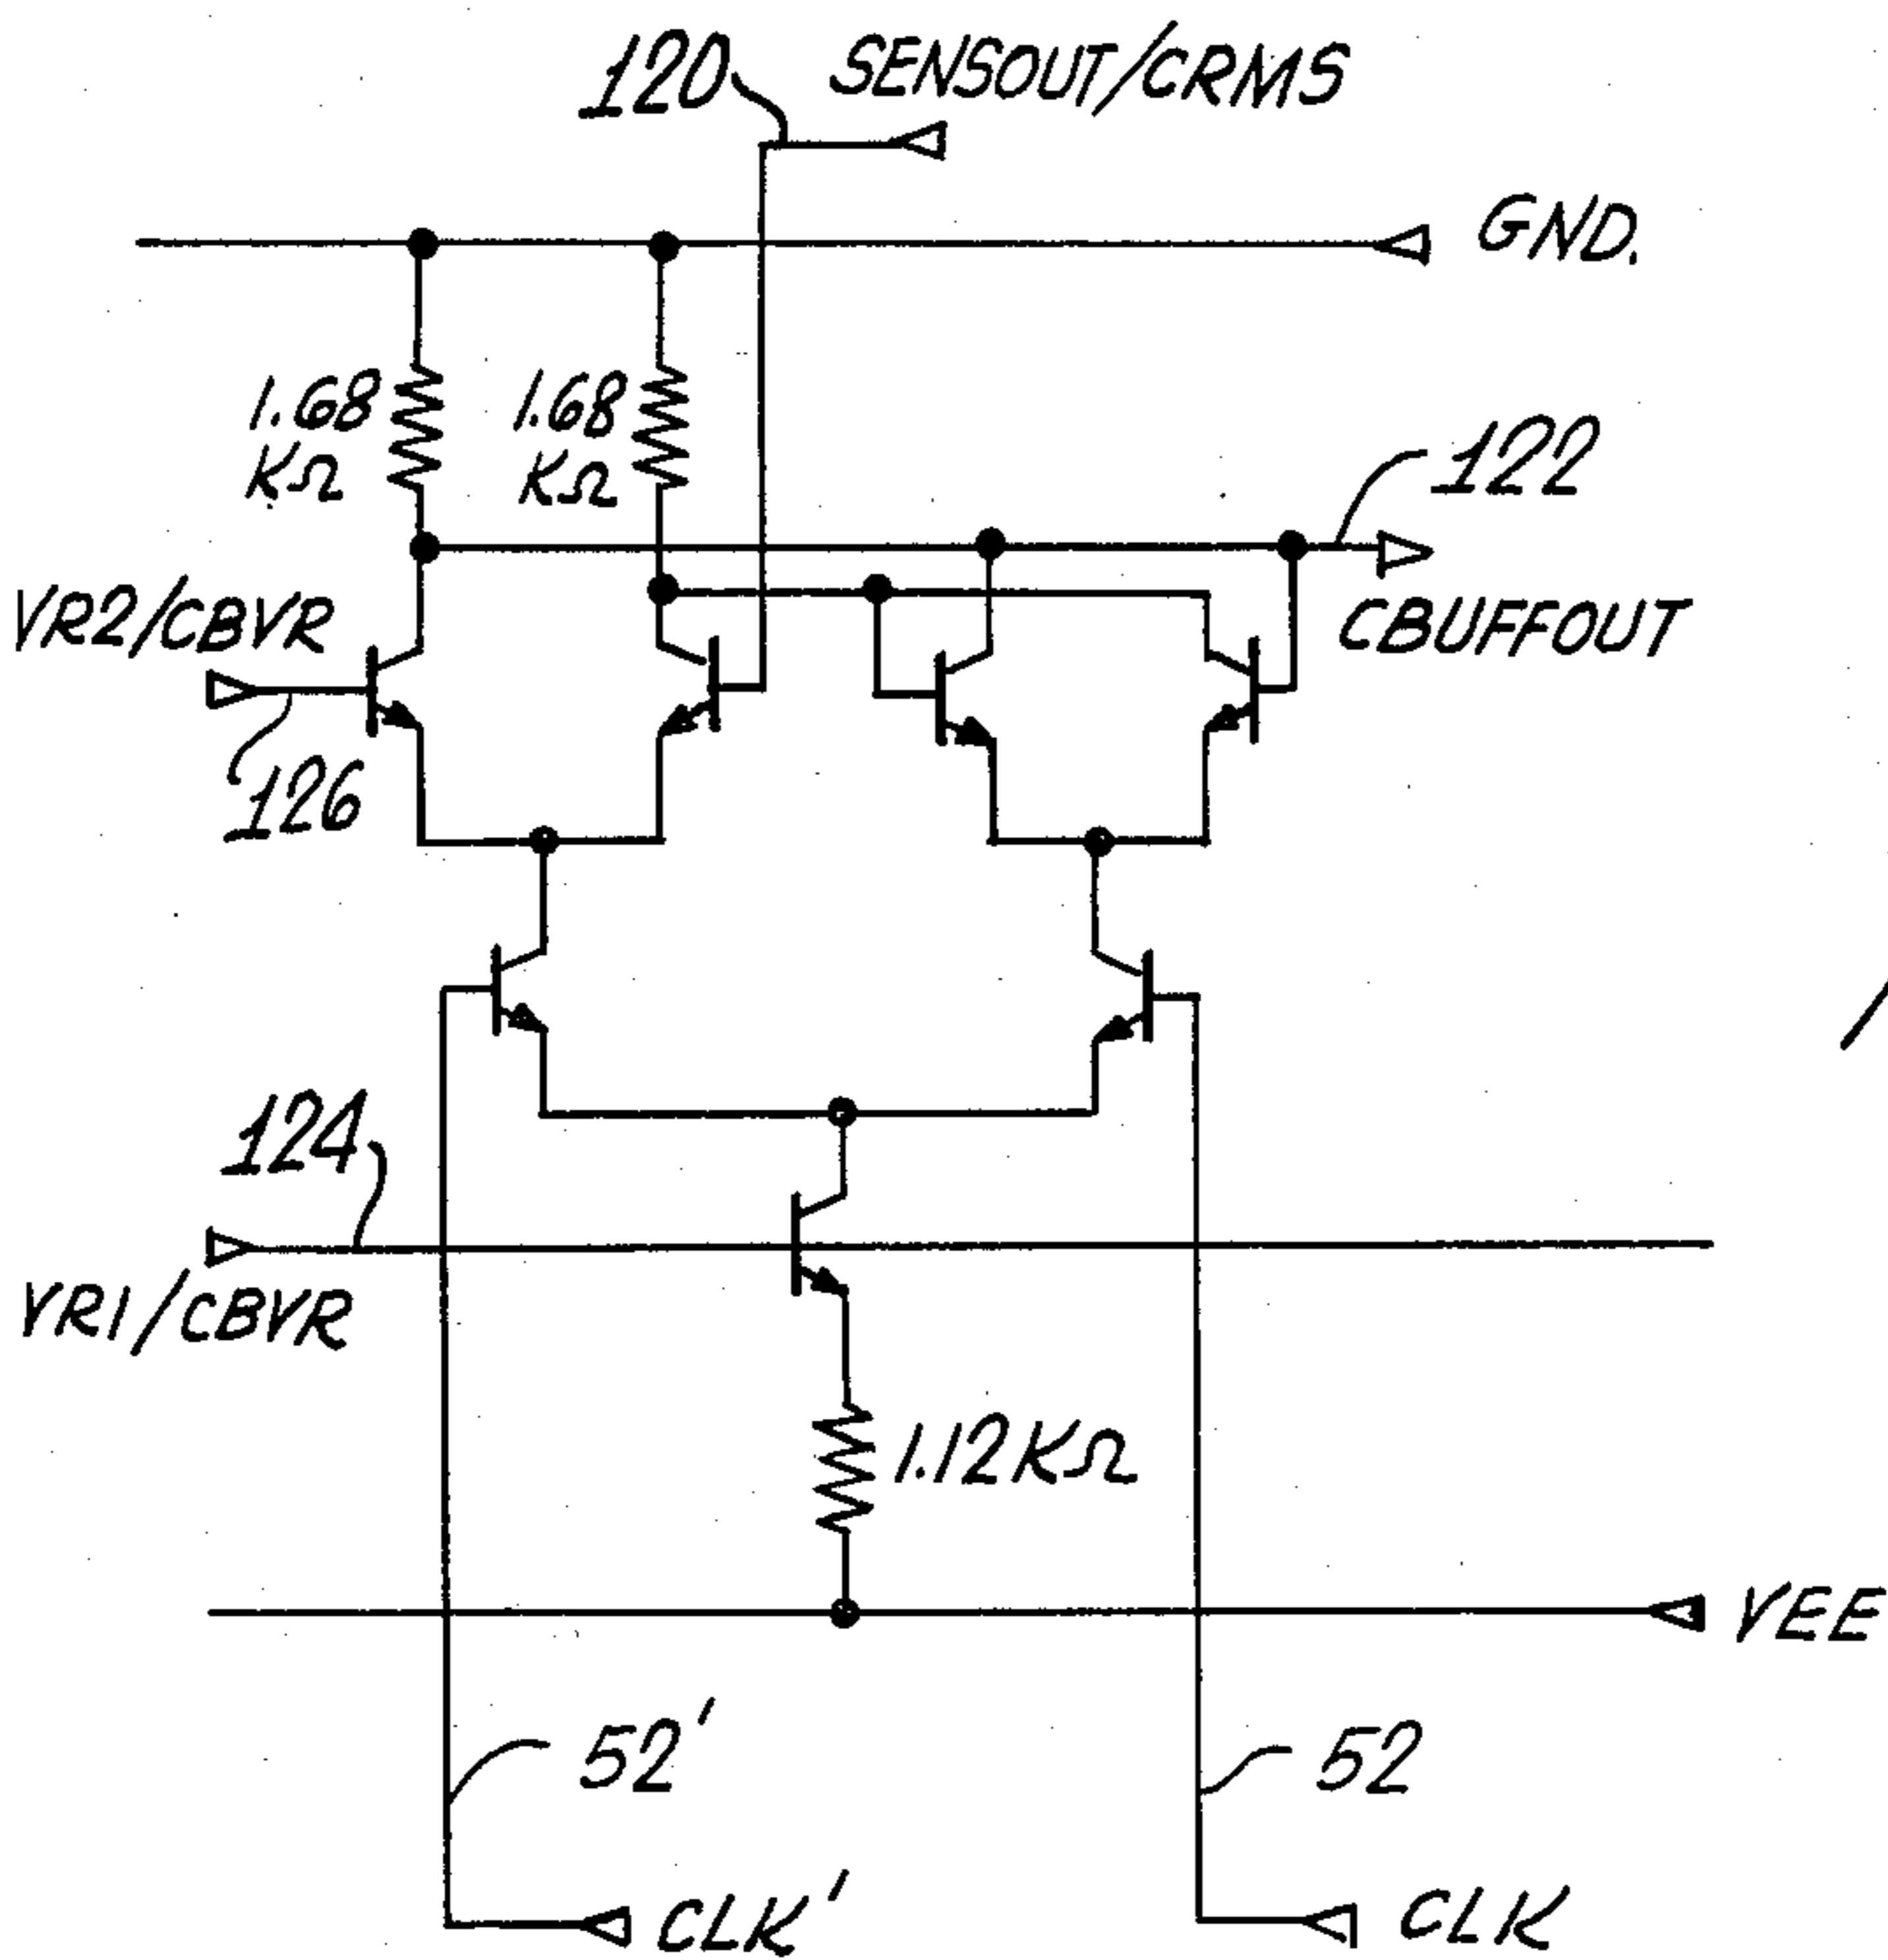 120
SENSOUT/CRMS
GND.
1.68
KΩ
1.68
KΩ
122
VR2/CBVR
CBUFFOUT
126
124
VR1/CBVR
1.12KΩ
VEE
52'
52
CLK'
CLK